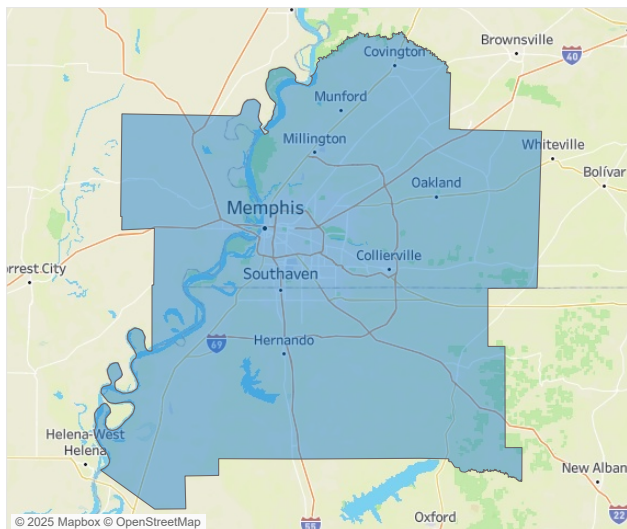 Covington
Brownsville
40
Munford
Millington
Whiteville
Bolívar
Oakland
Memphis
Collierville
orrest City
Southaven
69
Hernando
Helena-West
Helena
New Alban
Oxford
55
22
© 2025 Mapbox © OpenStreetMap